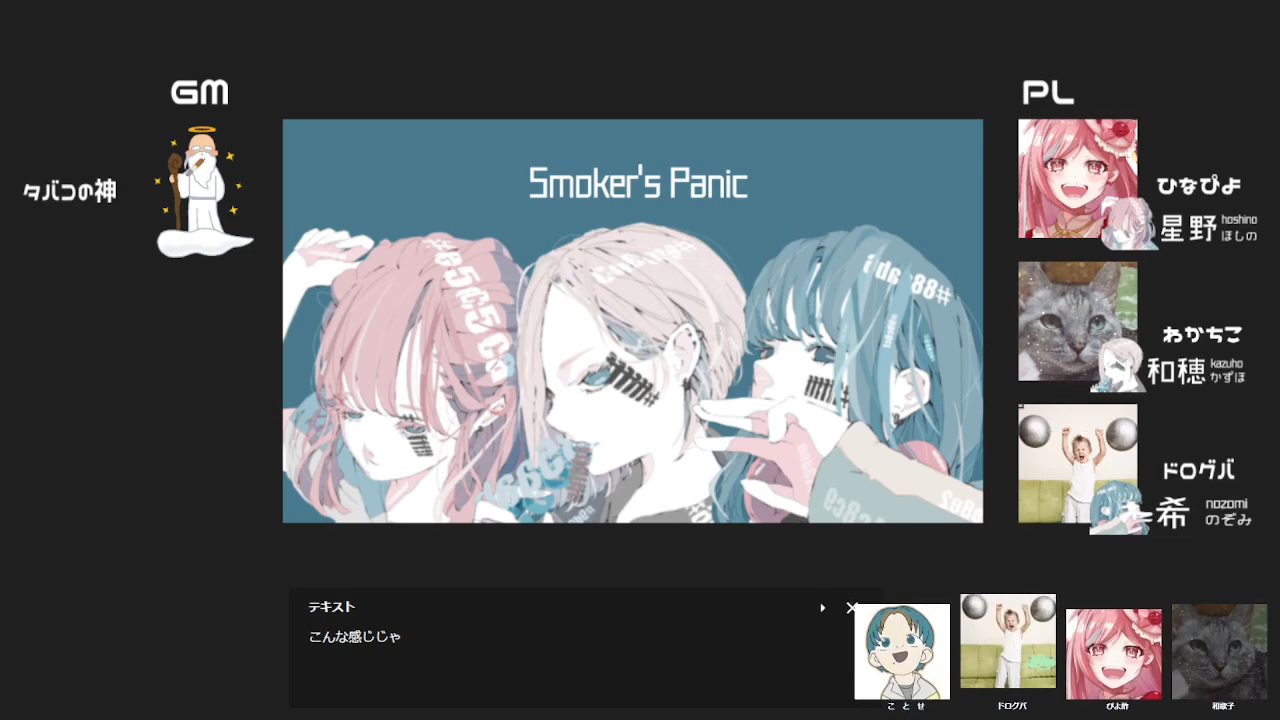 GM
タバコの神
Smoker's Panic
PL
ひなぴよ
星野 hoshino ほしの
わかちこ
和穂 kazuho かずほ
ドログバ
希 nozomi のぞみ
テキスト
こんな感じじゃ
ことせ
ドログバ
ぴよ酢
和歌子